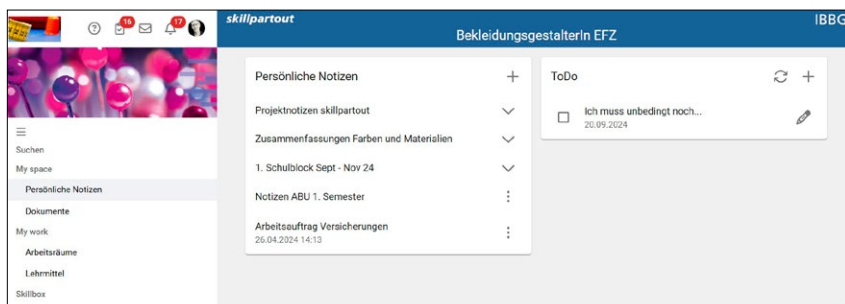 16
17
skillpartout
BekleidungsgestalterIn EFZ
IBBG
Suchen
My space
Persönliche Notizen
Dokumente
My work
Arbeitsräume
Lehrmittel
Skillbox
Persönliche Notizen
Projektnotizen skillpartout
Zusammenfassungen Farben und Materialien
1. Schulblock Sept - Nov 24
Notizen ABU 1. Semester
Arbeitsauftrag Versicherungen
26.04.2024 14:13
ToDo
Ich muss unbedingt noch...
20.09.2024